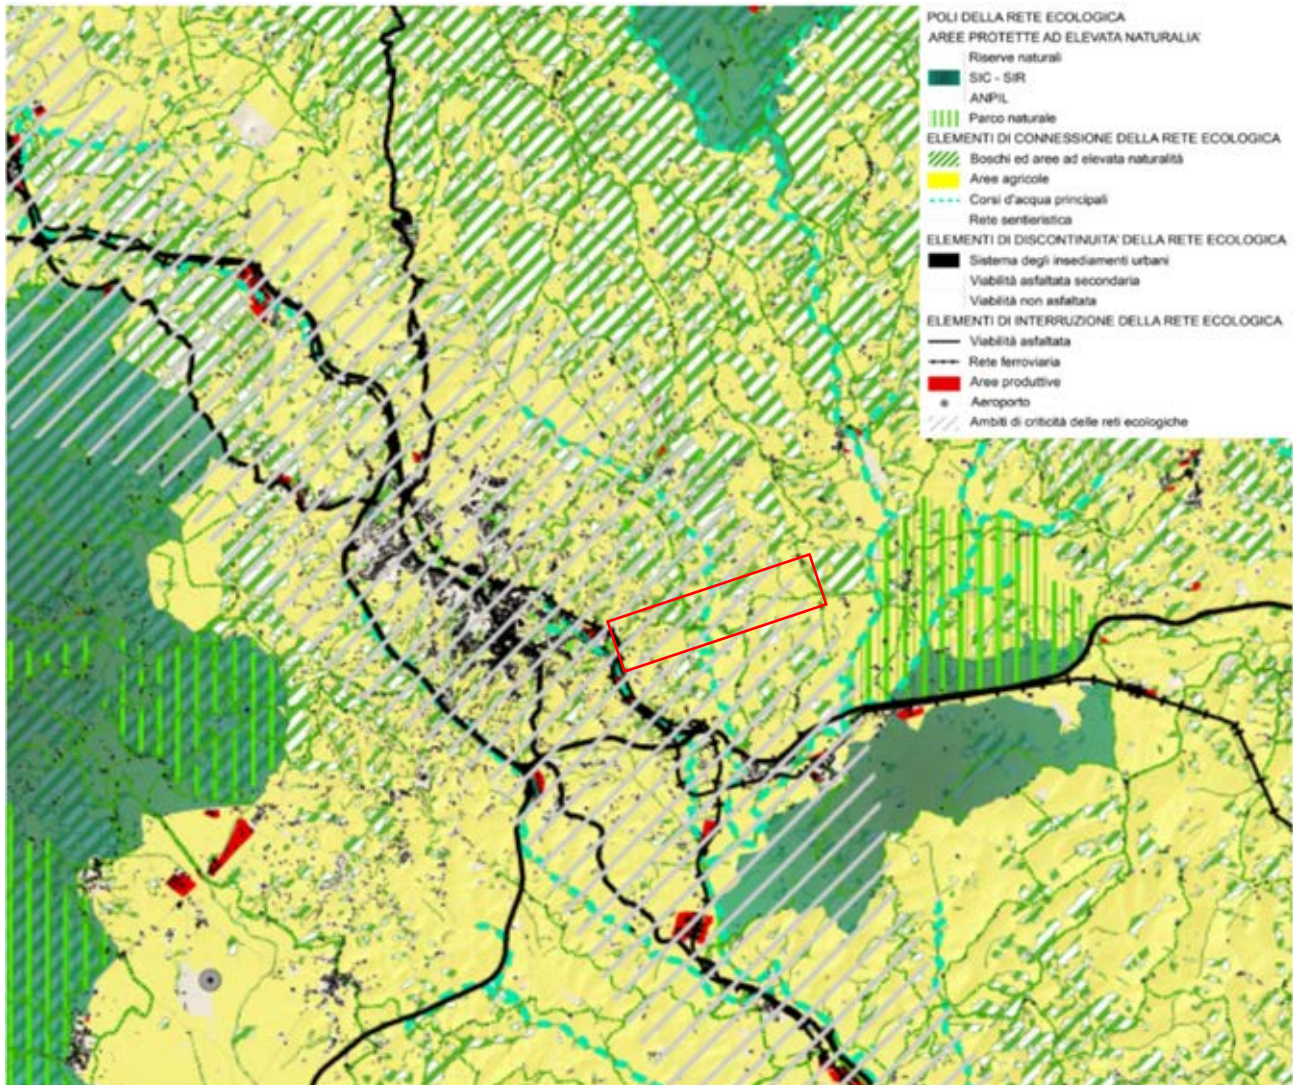 POLI DELLA RETE ECOLOGICA
AREE PROTETTE AD ELEVATA NATURALIA'
Riserve naturali
SIC - SIR
ANPIL
Parco naturale
ELEMENTI DI CONNESSIONE DELLA RETE ECOLOGICA
Boschi ed aree ad elevata naturalità
Aree agricole
Corsi d'acqua principali
Rete sentieristica
ELEMENTI DI DISCONTINUITA' DELLA RETE ECOLOGICA
Sistema degli insediamenti urbani
Viabilità asfaltata secondaria
Viabilità non asfaltata
ELEMENTI DI INTERRUZIONE DELLA RETE ECOLOGICA
Viabilità asfaltata
Rete ferroviaria
Aree produttive
Aeroporto
Ambiti di criticità delle reti ecologiche